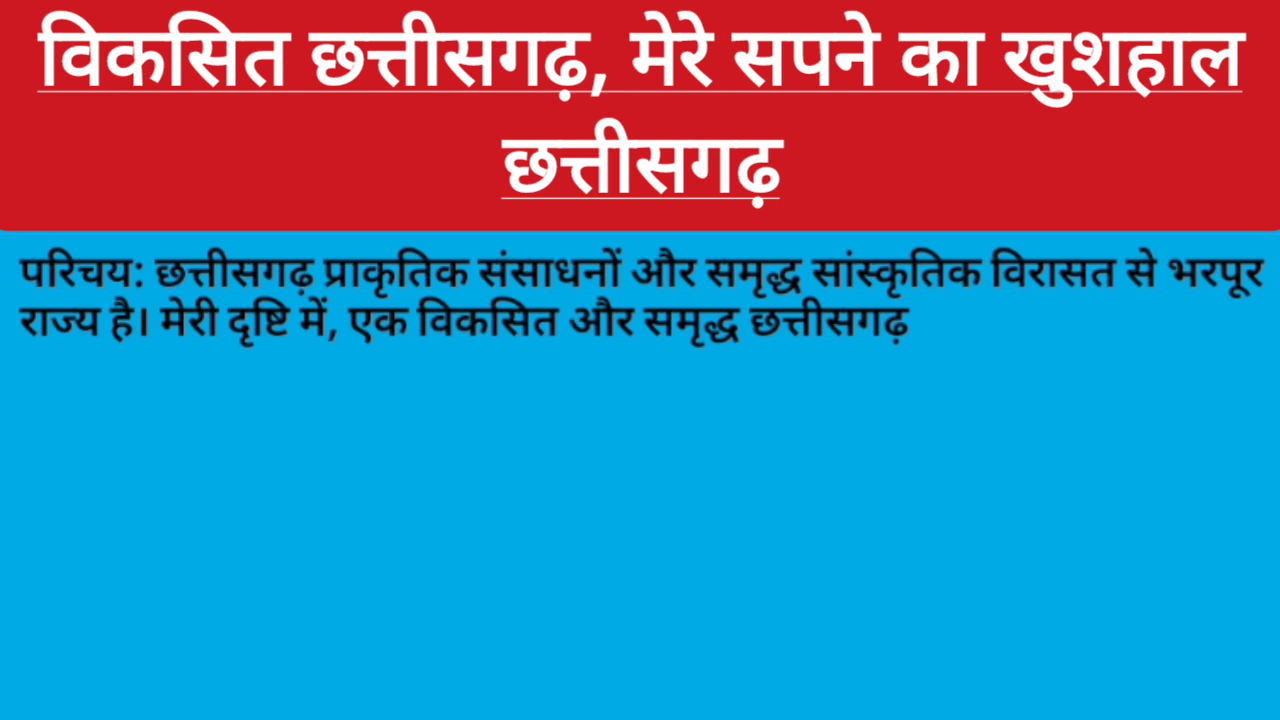 विकसित छत्तीसगढ़, मेरे सपने का खुशहाल
छत्तीसगढ़
परिचय: छत्तीसगढ़ प्राकृतिक संसाधनों और समृद्ध सांस्कृतिक विरासत से भरपूर
राज्य है। मेरी दृष्टि में, एक विकसित और समृद्ध छत्तीसगढ़